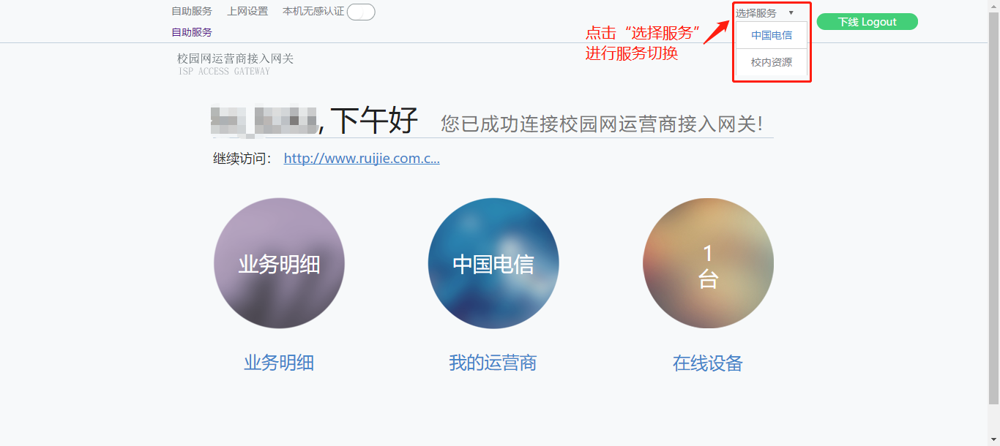 自助服务 上网设置 本机无感认证
选择服务 ▼
下线 Logout
自助服务
点击“选择服务”
进行服务切换
中国电信
校内资源
校园网运营商接入网关
ISP ACCESS GATEWAY
, 下午好 您已成功连接校园网运营商接入网关!
继续访问： http://www.ruijie.com.c...
业务明细
中国电信
1
台
业务明细
我的运营商
在线设备